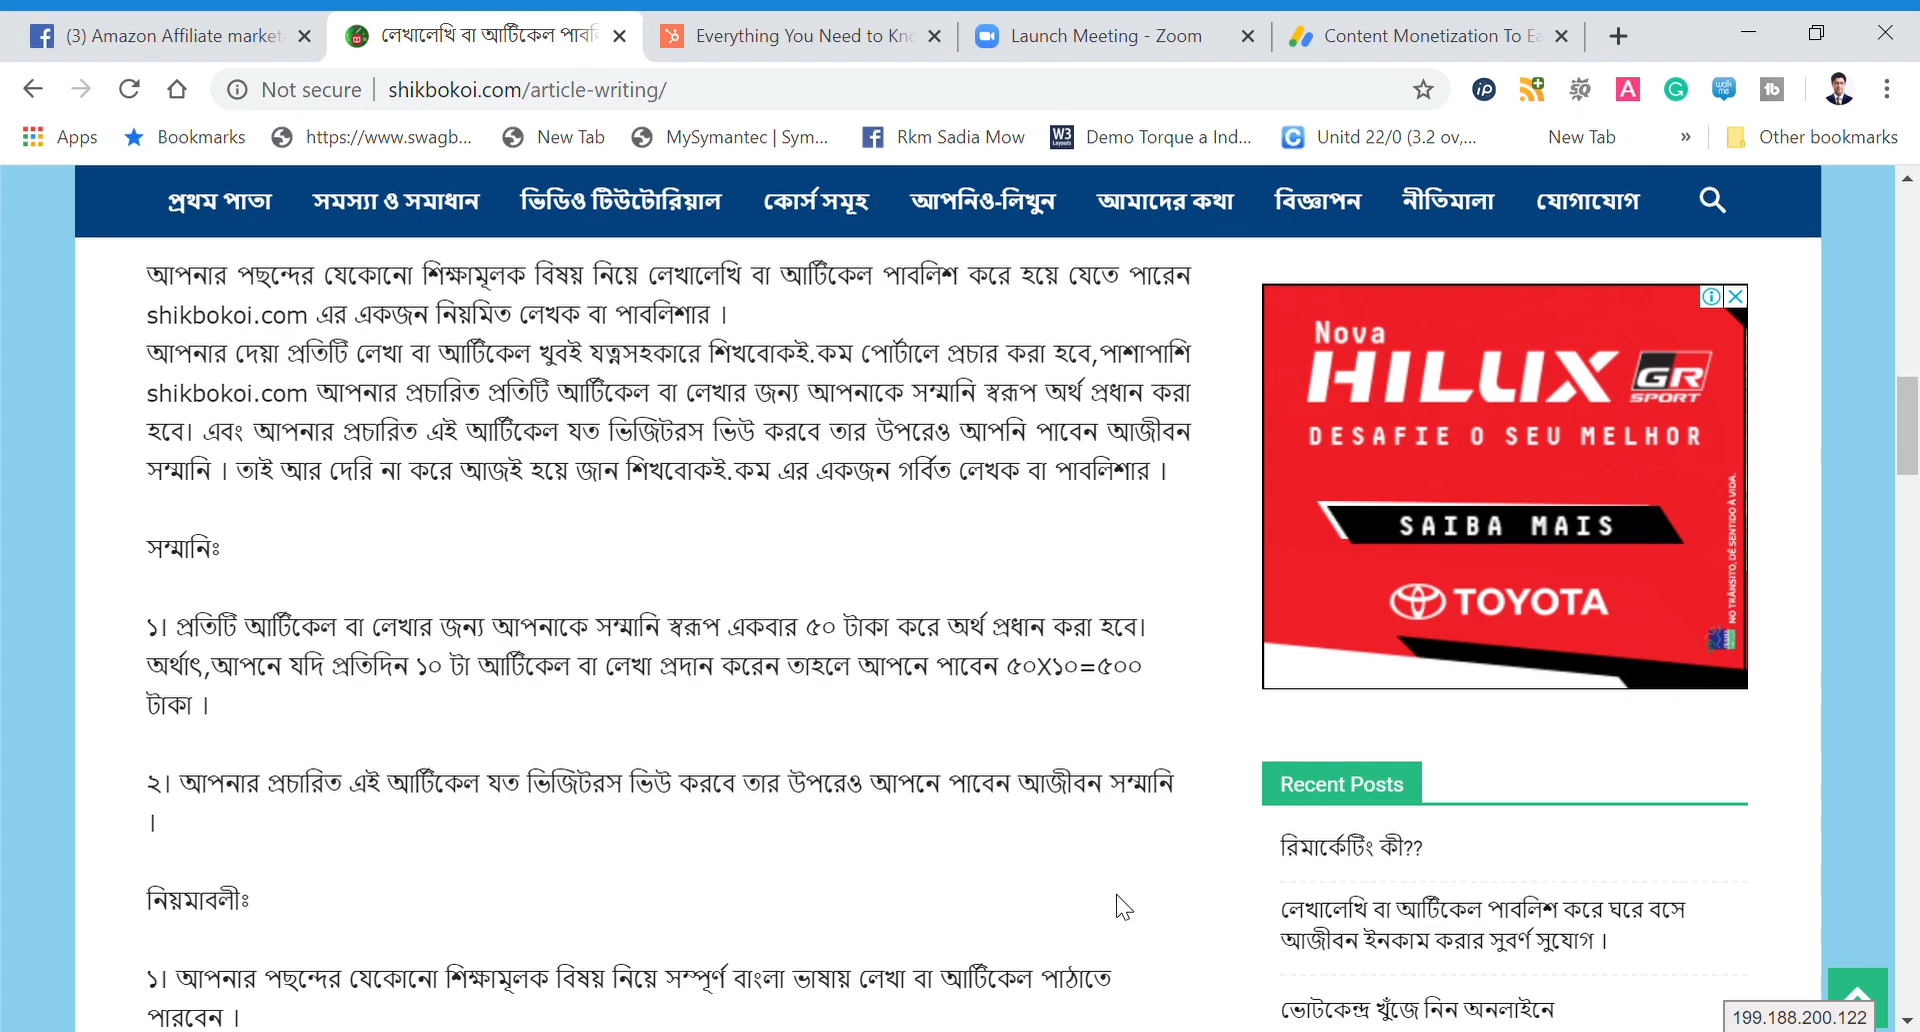 (3) Amazon Affiliate market
লেখালেখি বা আর্টিকেল পাবলি
Everything You Need to Kno
Launch Meeting - Zoom
Content Monetization To Ea
Not secure
shikbokoi.com/article-writing/
Apps
Bookmarks
https://www.swagb...
New Tab
MySymantec | Sym...
Rkm Sadia Mow
Demo Torque a Ind...
Unitd 22/0 (3.2 ov,...
New Tab
»
Other bookmarks
প্রথম পাতা
সমস্যা ও সমাধান
ভিডিও টিউটোরিয়াল
কোর্স সমূহ
আপনিও-লিখুন
আমাদের কথা
বিজ্ঞাপন
নীতিমালা
যোগাযোগ
আপনার পছন্দের যেকোনো শিক্ষামূলক বিষয় নিয়ে লেখালেখি বা আর্টিকেল পাবলিশ করে হয়ে যেতে পারেন
shikbokoi.com এর একজন নিয়মিত লেখক বা পাবলিশার ।
আপনার দেয়া প্রতিটি লেখা বা আর্টিকেল খুবই যত্নসহকারে শিখবোকই.কম পোর্টালে প্রচার করা হবে,পাশাপাশি
shikbokoi.com আপনার প্রচারিত প্রতিটি আর্টিকেল বা লেখার জন্য আপনাকে সম্মানি স্বরূপ অর্থ প্রধান করা
হবে। এবং আপনার প্রচারিত এই আর্টিকেল যত ভিজিটরস ভিউ করবে তার উপরেও আপনি পাবেন আজীবন
সম্মানি । তাই আর দেরি না করে আজই হয়ে জান শিখবোকই.কম এর একজন গর্বিত লেখক বা পাবলিশার ।
সম্মানিঃ
১। প্রতিটি আর্টিকেল বা লেখার জন্য আপনাকে সম্মানি স্বরূপ একবার ৫০ টাকা করে অর্থ প্রধান করা হবে।
অর্থাৎ,আপনে যদি প্রতিদিন ১০ টা আর্টিকেল বা লেখা প্রদান করেন তাহলে আপনে পাবেন ৫০X১০=৫০০
টাকা ।
২। আপনার প্রচারিত এই আর্টিকেল যত ভিজিটরস ভিউ করবে তার উপরেও আপনে পাবেন আজীবন সম্মানি
।
নিয়মাবলীঃ
১। আপনার পছন্দের যেকোনো শিক্ষামূলক বিষয় নিয়ে সম্পূর্ণ বাংলা ভাষায় লেখা বা আর্টিকেল পাঠাতে
পারবেন ।
Nova
HILUX GR SPORT
DESAFIE O SEU MELHOR
SAIBA MAIS
TOYOTA
NO TRÂNSITO, DÊ SENTIDO À VIDA.
Recent Posts
রিমার্কেটিং কী??
লেখালেখি বা আর্টিকেল পাবলিশ করে ঘরে বসে
আজীবন ইনকাম করার সুবর্ণ সুযোগ ।
ভোটকেন্দ্র খুঁজে নিন অনলাইনে
199.188.200.122